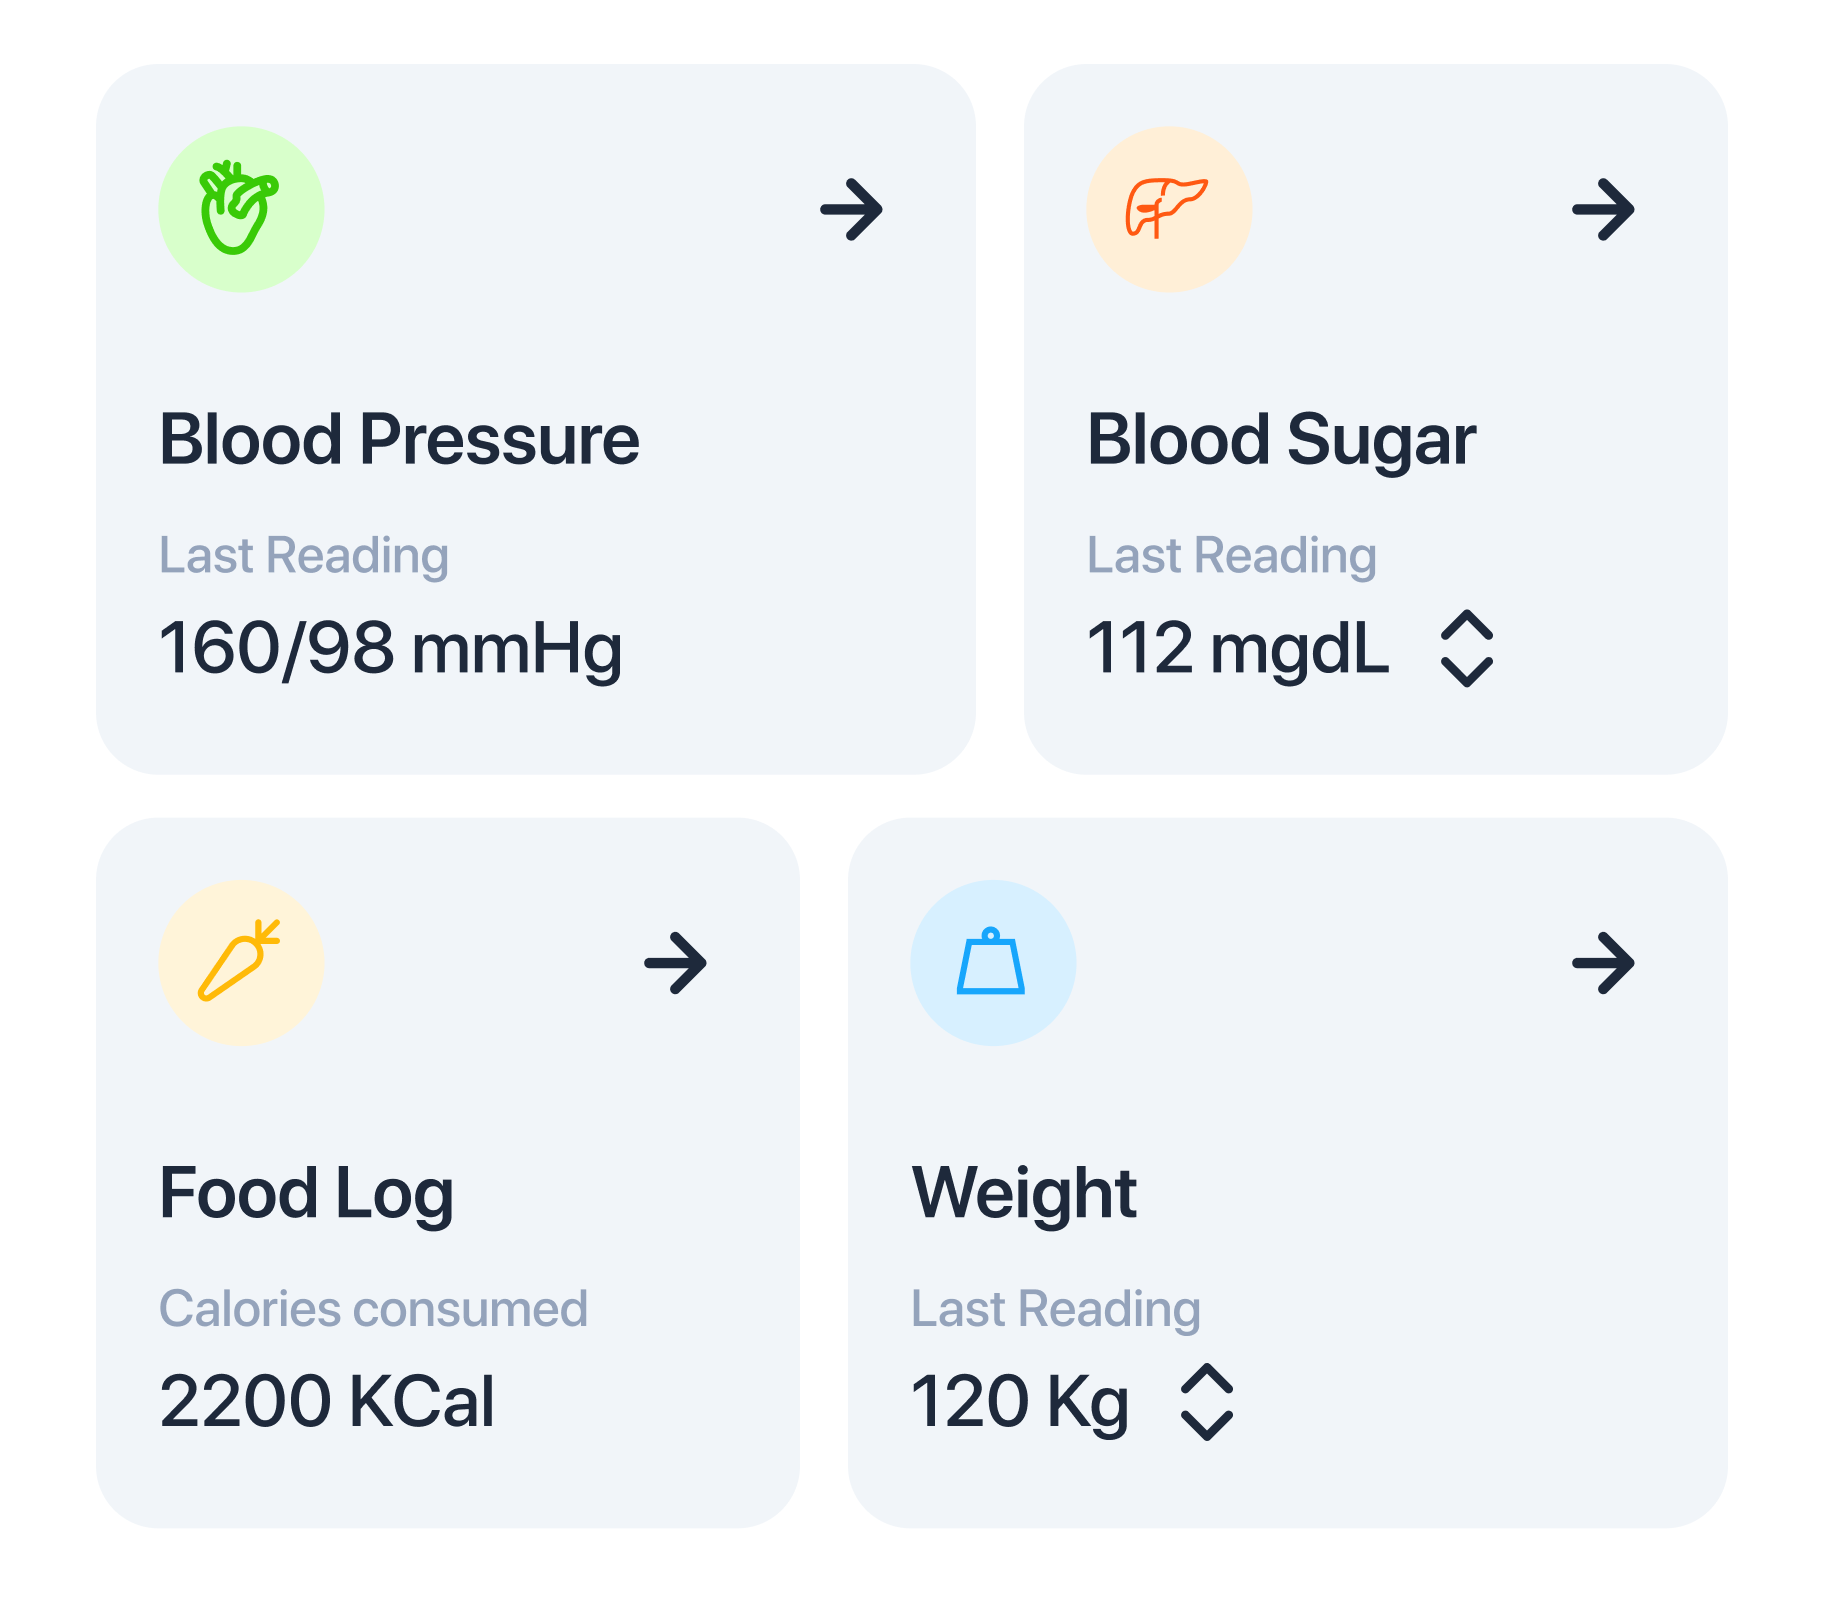 Blood Pressure
Last Reading
160/98 mmHg
Blood Sugar
Last Reading
112 mgdL
Food Log
Calories consumed
2200 KCal
Weight
Last Reading
120 Kg